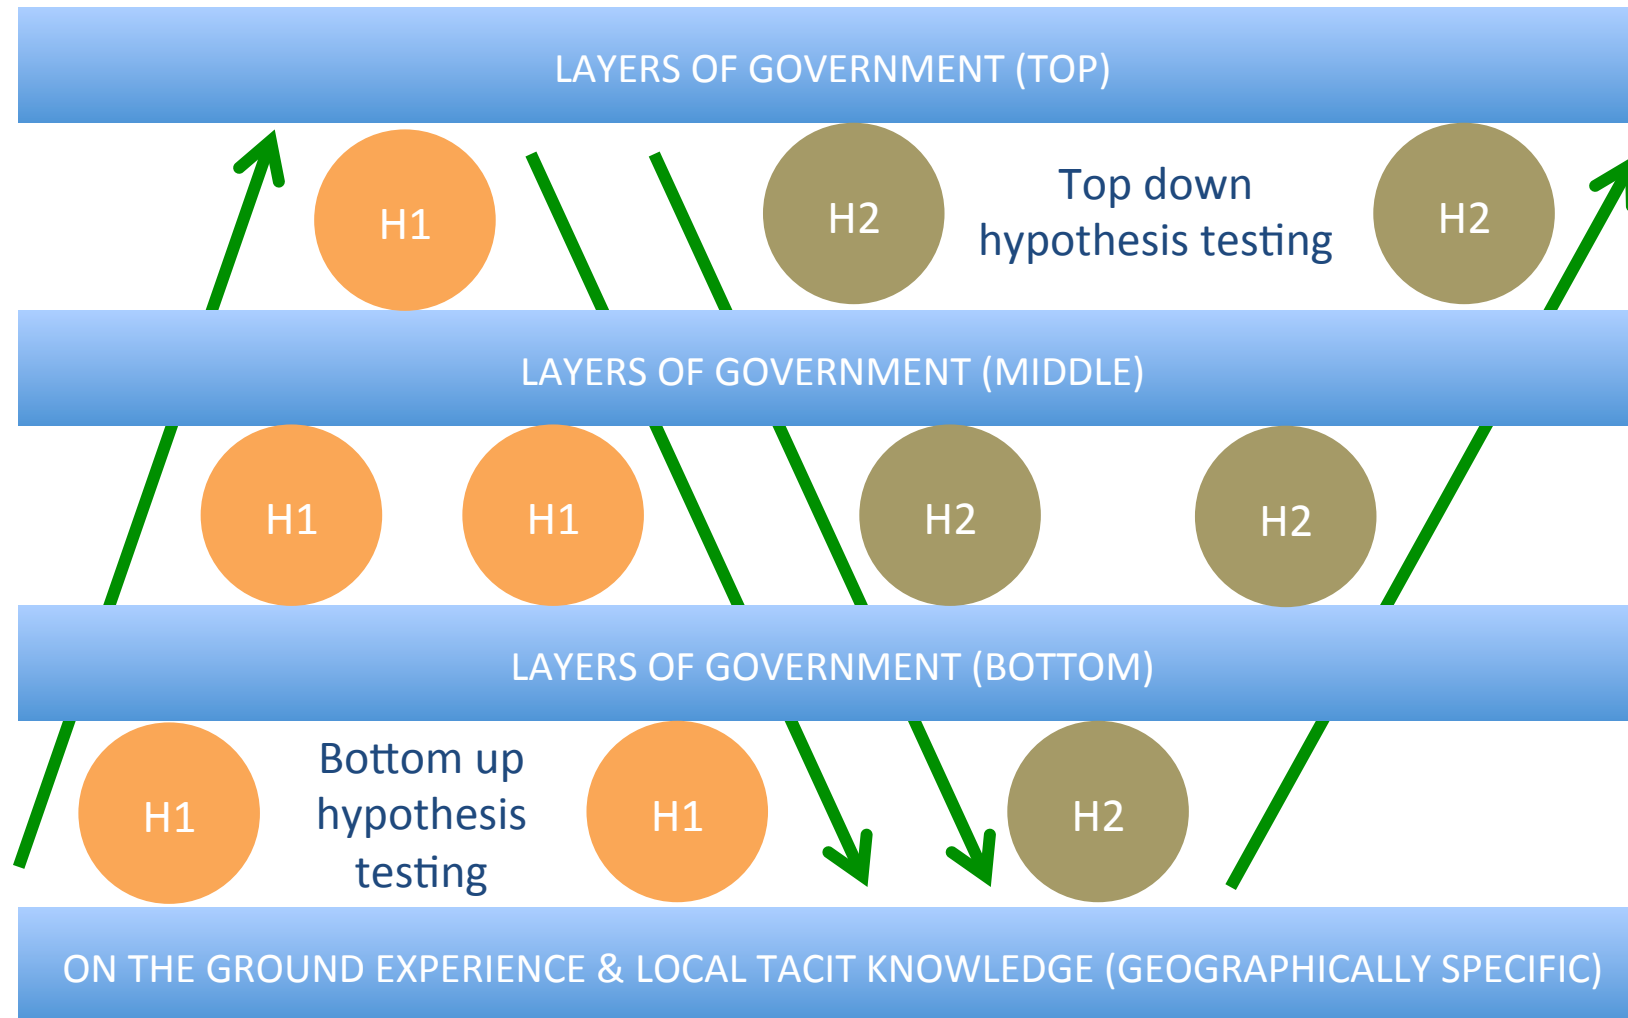 LAYERS OF GOVERNMENT (TOP)
H1
H2
Top down
hypothesis testing
H2
LAYERS OF GOVERNMENT (MIDDLE)
H1
H1
H2
H2
LAYERS OF GOVERNMENT (BOTTOM)
H1
Bottom up
hypothesis
testing
H1
H2
ON THE GROUND EXPERIENCE & LOCAL TACIT KNOWLEDGE (GEOGRAPHICALLY SPECIFIC)